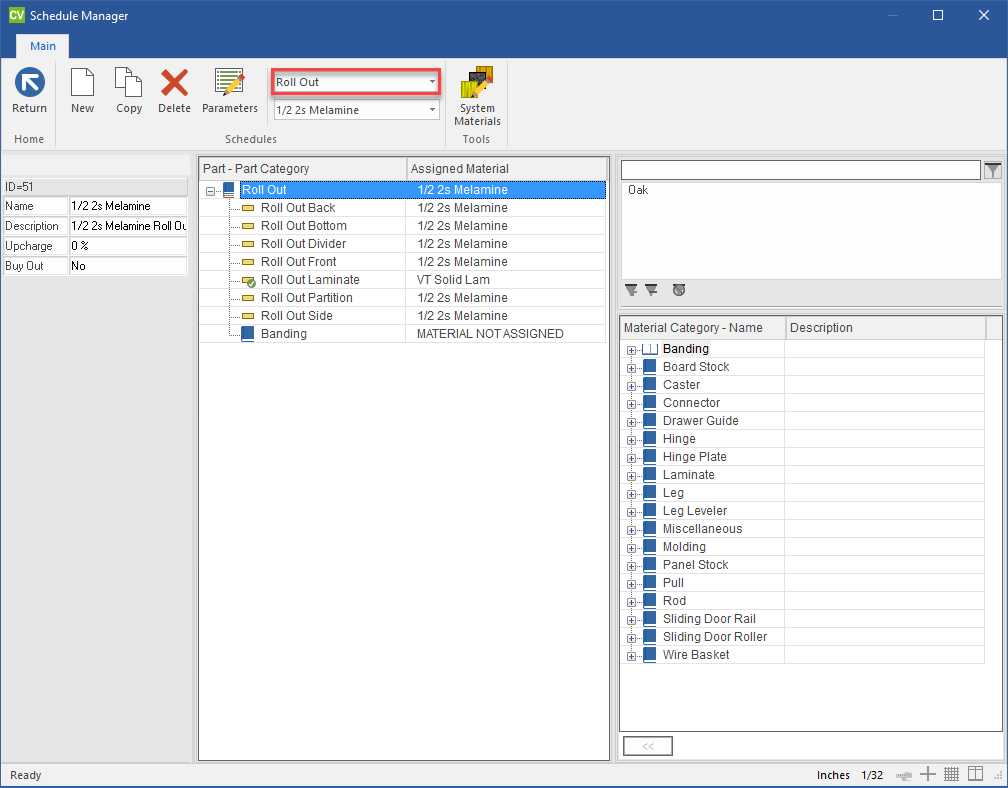 CV Schedule Manager
Main
Return
New
Copy
Delete
Parameters
Roll Out
1/2 2s Melamine
System
Materials
Home
Schedules
Tools
ID=51
Name 1/2 2s Melamine
Description 1/2 2s Melamine Roll Ou
Upcharge 0 %
Buy Out No
Part - Part Category Assigned Material
Roll Out 1/2 2s Melamine
Roll Out Back 1/2 2s Melamine
Roll Out Bottom 1/2 2s Melamine
Roll Out Divider 1/2 2s Melamine
Roll Out Front 1/2 2s Melamine
Roll Out Laminate VT Solid Lam
Roll Out Partition 1/2 2s Melamine
Roll Out Side 1/2 2s Melamine
Banding MATERIAL NOT ASSIGNED
Oak
Material Category - Name Description
Banding
Board Stock
Caster
Connector
Drawer Guide
Hinge
Hinge Plate
Laminate
Leg
Leg Leveler
Miscellaneous
Molding
Panel Stock
Pull
Rod
Sliding Door Rail
Sliding Door Roller
Wire Basket
<<
Ready
Inches 1/32